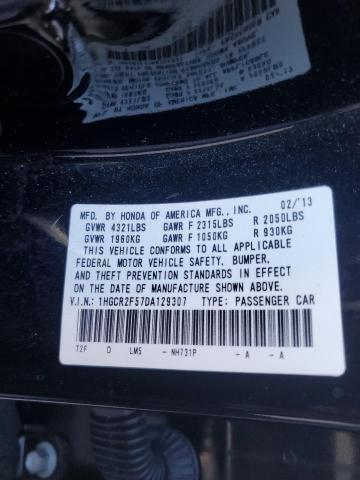 MFD. BY HONDA OF AMERICA MFG., INC. 02/'13
GVWR 4321LBS GAWR F 2315LBS R 2050LBS
GVWR 1960KG GAWR F 1050KG R 930KG
THIS VEHICLE CONFORMS TO ALL APPLICABLE
FEDERAL MOTOR VEHICLE SAFETY, BUMPER,
AND THEFT PREVENTION STANDARDS IN EFFECT
ON THE DATE OF MANUFACTURE SHOWN ABOVE.
V.I.N.: 1HGCR2F57DA129307 TYPE: PASSENGER CAR
T2F D LM5 - NH731P - A - A